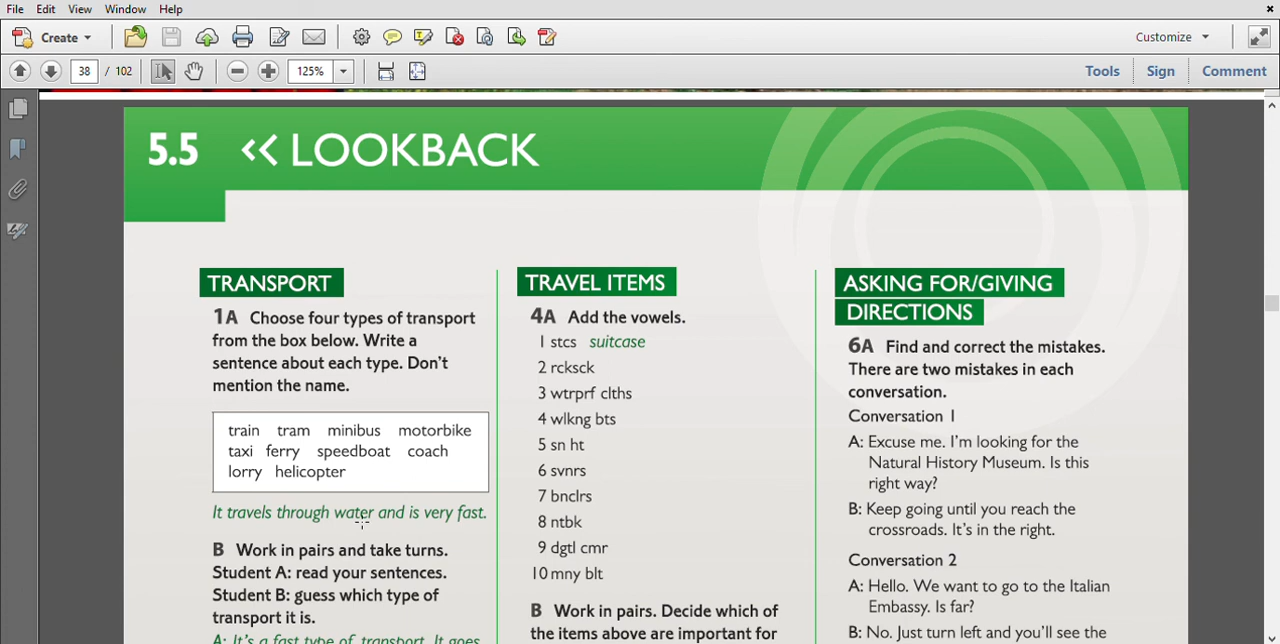 File Edit View Window Help
Create Customize
38 / 102 125% Tools Sign Comment
5.5 << LOOKBACK
TRANSPORT
1A Choose four types of transport
from the box below. Write a
sentence about each type. Don't
mention the name.
train tram minibus motorbike
taxi ferry speedboat coach
lorry helicopter
It travels through water and is very fast.
B Work in pairs and take turns.
Student A: read your sentences.
Student B: guess which type of
transport it is.
A: It's a fast type of transport. It goes
TRAVEL ITEMS
4A Add the vowels.
1 stcs suitcase
2 rcksck
3 wtrprf clths
4 wlkng bts
5 sn ht
6 svnrs
7 bnclrs
8 ntbk
9 dgtl cmr
10 mny blt
B Work in pairs. Decide which of
the items above are important for
ASKING FOR/GIVING
DIRECTIONS
6A Find and correct the mistakes.
There are two mistakes in each
conversation.
Conversation 1
A: Excuse me. I'm looking for the
Natural History Museum. Is this
right way?
B: Keep going until you reach the
crossroads. It's in the right.
Conversation 2
A: Hello. We want to go to the Italian
Embassy. Is far?
B: No. Just turn left and you'll see the